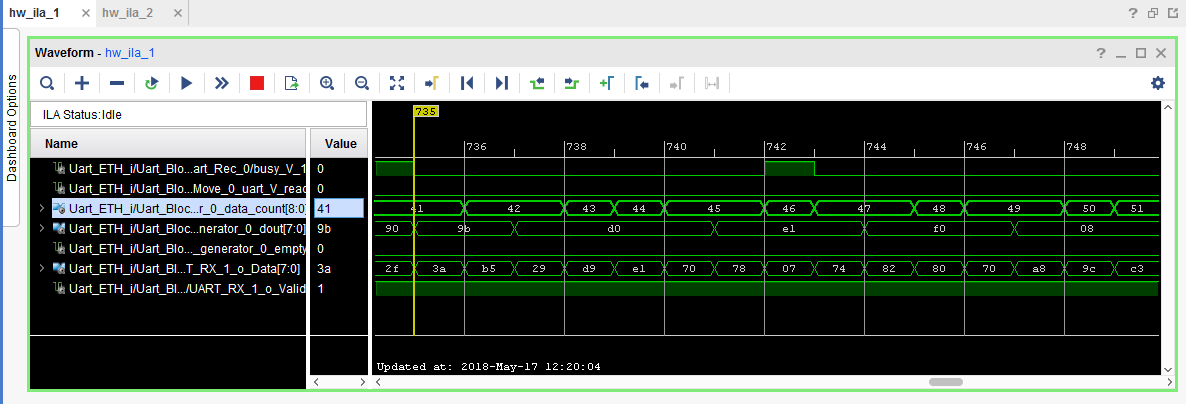 hw_ila_1 × hw_ila_2 × ?
Dashboard Options
Waveform - hw_ila_1 ?
ILA Status:Idle
Name Value
735
736 738 740 742 744 746 748
Uart_ETH_i/Uart_Blo...art_Rec_0/busy_V_1 0
Uart_ETH_i/Uart_Blo...Move_0_uart_V_read 0
Uart_ETH_i/Uart_Bloc...r_0_data_count[8:0] 41 41 42 43 44 45 46 47 48 49 50 51
Uart_ETH_i/Uart_Bloc...nerator_0_dout[7:0] 9b 90 9b d0 e1 f0 08
Uart_ETH_i/Uart_Blo..._generator_0_empty 0
Uart_ETH_i/Uart_Bl...T_RX_1_o_Data[7:0] 3a 2f 3a b5 29 d9 e1 70 78 07 74 82 80 70 a8 9c c3
Uart_ETH_i/Uart_Bl.../UART_RX_1_o_Valid 1
Updated at: 2018-May-17 12:20:04